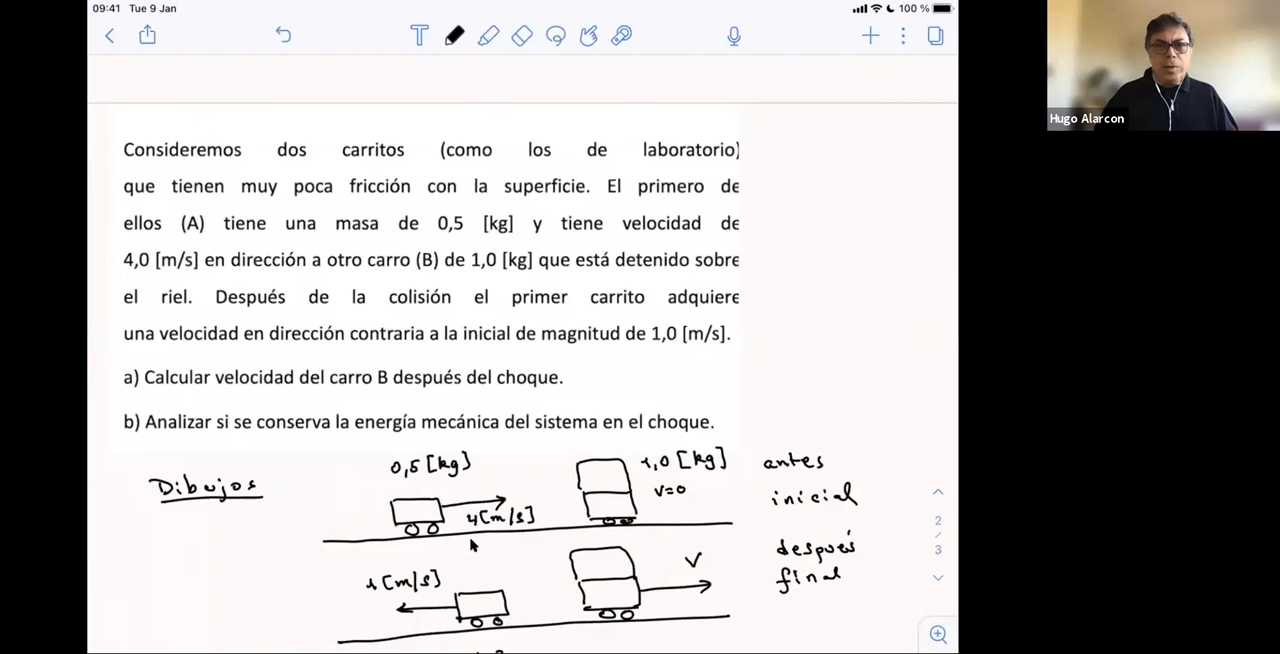 09:41 Tue 9 Jan
100 %
Hugo Alarcon
Consideremos dos carritos (como los de laboratorio)
que tienen muy poca fricción con la superficie. El primero de
ellos (A) tiene una masa de 0,5 [kg] y tiene velocidad de
4,0 [m/s] en dirección a otro carro (B) de 1,0 [kg] que está detenido sobre
el riel. Después de la colisión el primer carrito adquiere
una velocidad en dirección contraria a la inicial de magnitud de 1,0 [m/s].
a) Calcular velocidad del carro B después del choque.
b) Analizar si se conserva la energía mecánica del sistema en el choque.
Dibujos
0,5 [kg]
4[m/s]
1,0 [kg]
v=0
antes
inicial
1[m/s]
V
después
final
2
/
3